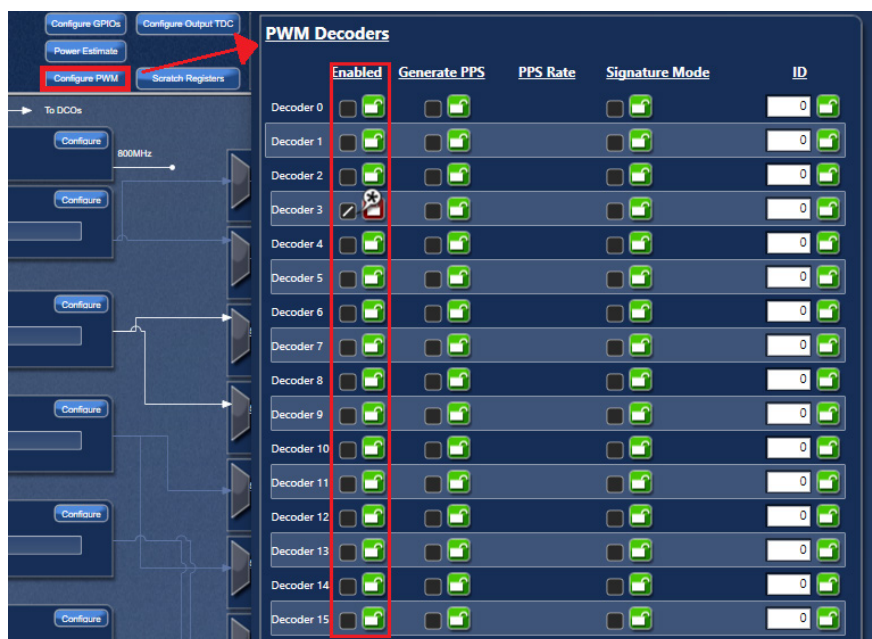 Configure GPIOs
Configure Output TDC
Power Estimate
Configure PWM
Scratch Registers
To DCOs
Configure
800MHz
Configure
Configure
Configure
Configure
Configure
PWM Decoders
Enabled Generate PPS PPS Rate Signature Mode ID
Decoder 0 0
Decoder 1 0
Decoder 2 0
Decoder 3 0
Decoder 4 0
Decoder 5 0
Decoder 6 0
Decoder 7 0
Decoder 8 0
Decoder 9 0
Decoder 10 0
Decoder 11 0
Decoder 12 0
Decoder 13 0
Decoder 14 0
Decoder 15 0